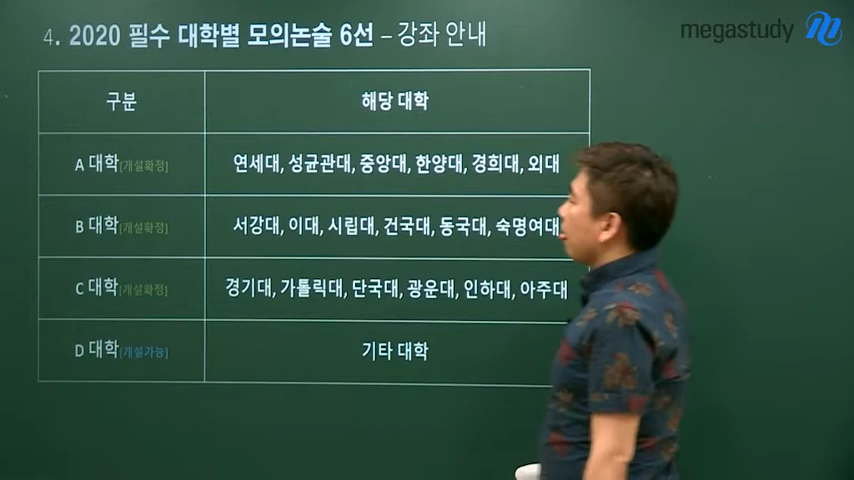 4. 2020 필수 대학별 모의논술 6선 – 강좌 안내
megastudy
구분
해당 대학
A 대학[개설확정]
연세대, 성균관대, 중앙대, 한양대, 경희대, 외대
B 대학[개설확정]
서강대, 이대, 시립대, 건국대, 동국대, 숙명여대
C 대학[개설확정]
경기대, 가톨릭대, 단국대, 광운대, 인하대, 아주대
D 대학[개설가능]
기타 대학